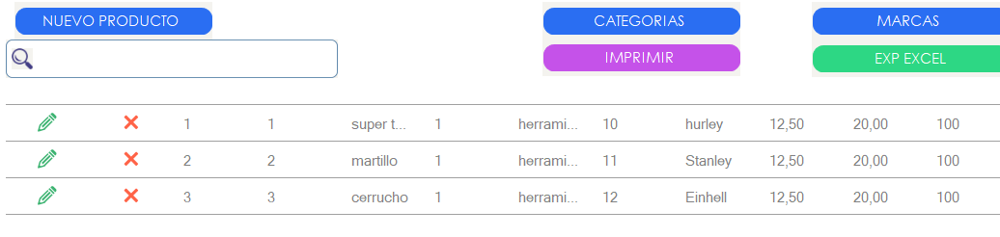 NUEVO PRODUCTO CATEGORIAS MARCAS
IMPRIMIR EXP EXCEL
1 1 super t... 1 herrami... 10 hurley 12,50 20,00 100
2 2 martillo 1 herrami... 11 Stanley 12,50 20,00 100
3 3 cerrucho 1 herrami... 12 Einhell 12,50 20,00 100